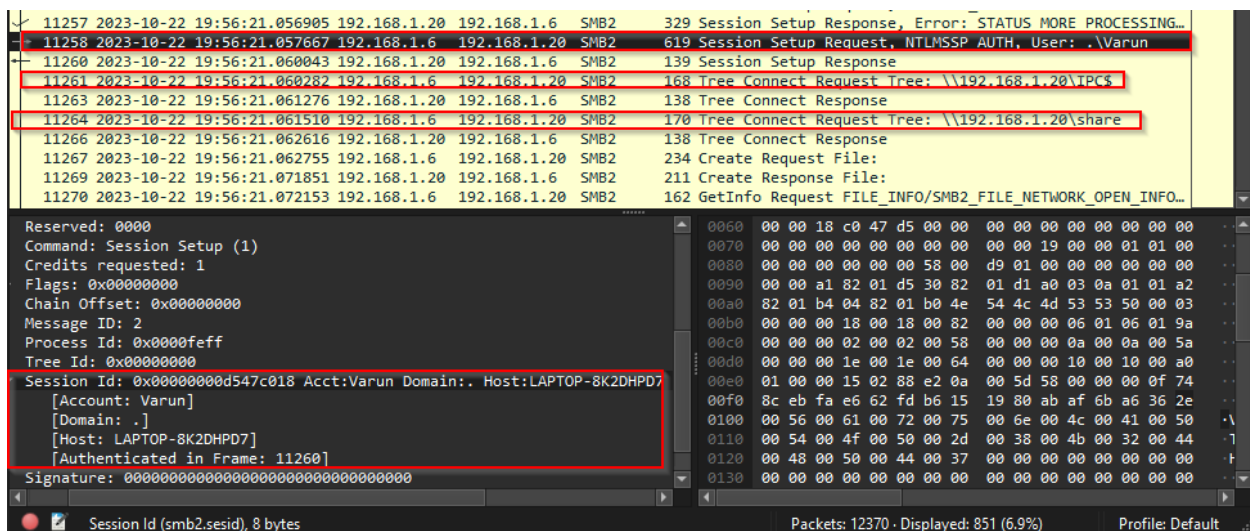 11257 2023-10-22 19:56:21.056905 192.168.1.20 192.168.1.6 SMB2 329 Session Setup Response, Error: STATUS MORE PROCESSING…
11258 2023-10-22 19:56:21.057667 192.168.1.6 192.168.1.20 SMB2 619 Session Setup Request, NTLMSSP AUTH, User: .\Varun
11260 2023-10-22 19:56:21.060043 192.168.1.20 192.168.1.6 SMB2 139 Session Setup Response
11261 2023-10-22 19:56:21.060282 192.168.1.6 192.168.1.20 SMB2 168 Tree Connect Request Tree: \\192.168.1.20\IPC$
11263 2023-10-22 19:56:21.061276 192.168.1.20 192.168.1.6 SMB2 138 Tree Connect Response
11264 2023-10-22 19:56:21.061510 192.168.1.6 192.168.1.20 SMB2 170 Tree Connect Request Tree: \\192.168.1.20\share
11266 2023-10-22 19:56:21.062616 192.168.1.20 192.168.1.6 SMB2 138 Tree Connect Response
11267 2023-10-22 19:56:21.062755 192.168.1.6 192.168.1.20 SMB2 234 Create Request File:
11269 2023-10-22 19:56:21.071851 192.168.1.20 192.168.1.6 SMB2 211 Create Response File:
11270 2023-10-22 19:56:21.072153 192.168.1.6 192.168.1.20 SMB2 162 GetInfo Request FILE_INFO/SMB2_FILE_NETWORK_OPEN_INFO…
Reserved: 0000
Command: Session Setup (1)
Credits requested: 1
Flags: 0x00000000
Chain Offset: 0x00000000
Message ID: 2
Process Id: 0x0000feff
Tree Id: 0x00000000
Session Id: 0x00000000d547c018 Acct:Varun Domain:. Host:LAPTOP-8K2DHPD7
[Account: Varun]
[Domain: .]
[Host: LAPTOP-8K2DHPD7]
[Authenticated in Frame: 11260]
Signature: 00000000000000000000000000000000
0060 00 00 18 c0 47 d5 00 00 00 00 00 00 00 00 00 00
0070 00 00 00 00 00 00 00 00 00 00 19 00 00 01 01 00
0080 00 00 00 00 00 00 58 00 d9 01 00 00 00 00 00 00
0090 00 00 a1 82 01 d5 30 82 01 d1 a0 03 0a 01 01 a2
00a0 82 01 b4 04 82 01 b0 4e 54 4c 4d 53 53 50 00 03
00b0 00 00 00 18 00 18 00 82 00 00 00 06 01 06 01 9a
00c0 00 00 00 02 00 02 00 58 00 00 00 0a 00 0a 00 5a
00d0 00 00 00 1e 00 1e 00 64 00 00 00 10 00 10 00 a0
00e0 01 00 00 15 02 88 e2 0a 00 5d 58 00 00 00 0f 74
00f0 8c eb fa e6 62 fd b6 15 19 80 ab af 6b a6 36 2e
0100 00 56 00 61 00 72 00 75 00 6e 00 4c 00 41 00 50
0110 00 54 00 4f 00 50 00 2d 00 38 00 4b 00 32 00 44
0120 00 48 00 50 00 44 00 37 00 00 00 00 00 00 00 00
0130 00 00 00 00 00 00 00 00 00 00 00 00 00 00 00 00
Session Id (smb2.sesid), 8 bytes
Packets: 12370 · Displayed: 851 (6.9%)
Profile: Default